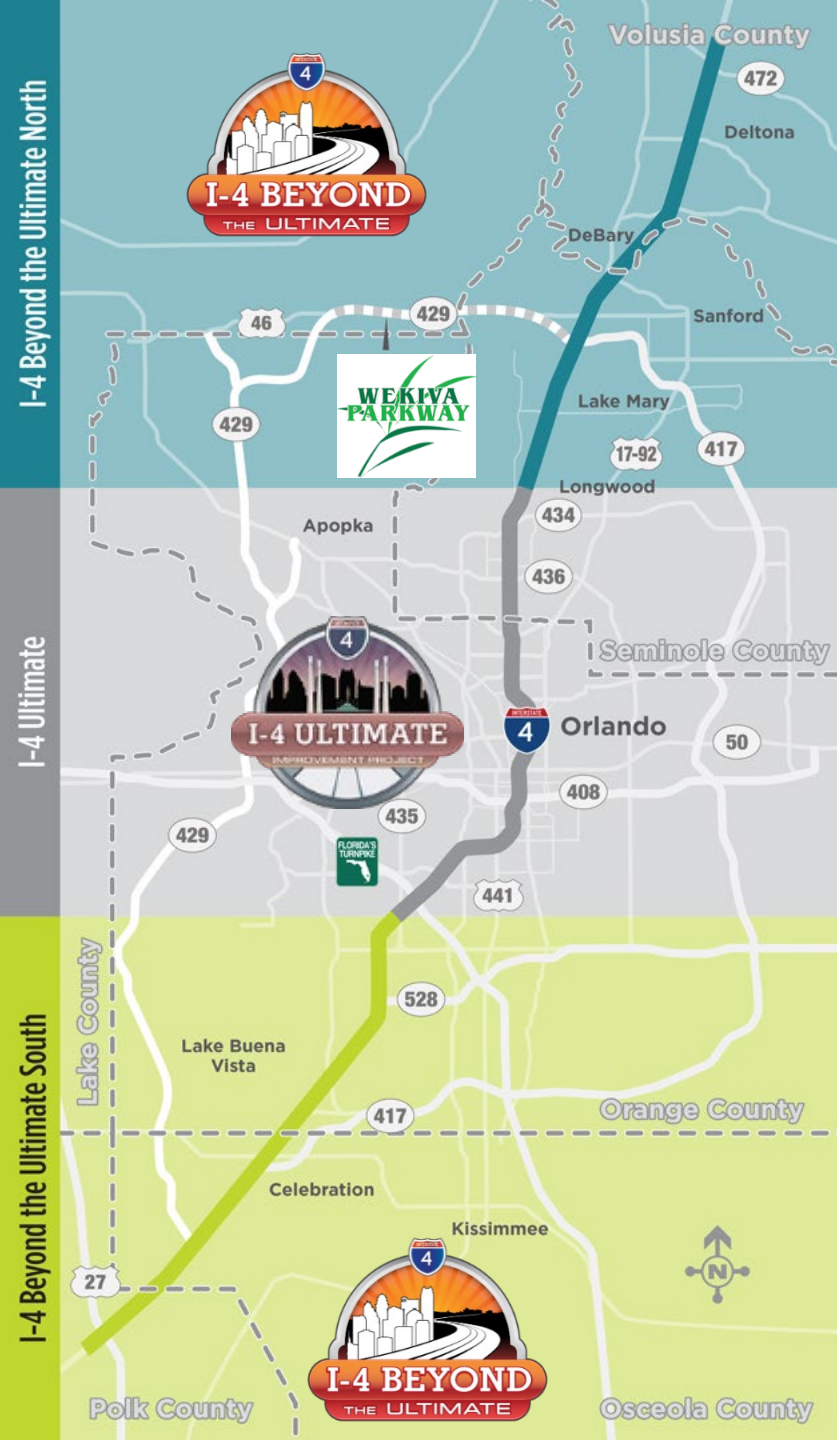 I-4 Beyond the Ultimate North
Volusia County
472
Deltona
INTERSTATE
4
I-4 BEYOND
THE ULTIMATE
DeBary
46
429
Sanford
WEKIVA
PARKWAY
Lake Mary
429
17-92
417
Longwood
434
I-4 Ultimate
Apopka
436
4
Seminole County
I-4 ULTIMATE
IMPROVEMENT PROJECT
INTERSTATE
4
Orlando
50
408
435
429
FLORIDA'S
TURNPIKE
441
I-4 Beyond the Ultimate South
Lake County
528
Lake Buena
Vista
417
Orange County
Celebration
Kissimmee
27
N
INTERSTATE
4
I-4 BEYOND
THE ULTIMATE
Polk County
Osceola County